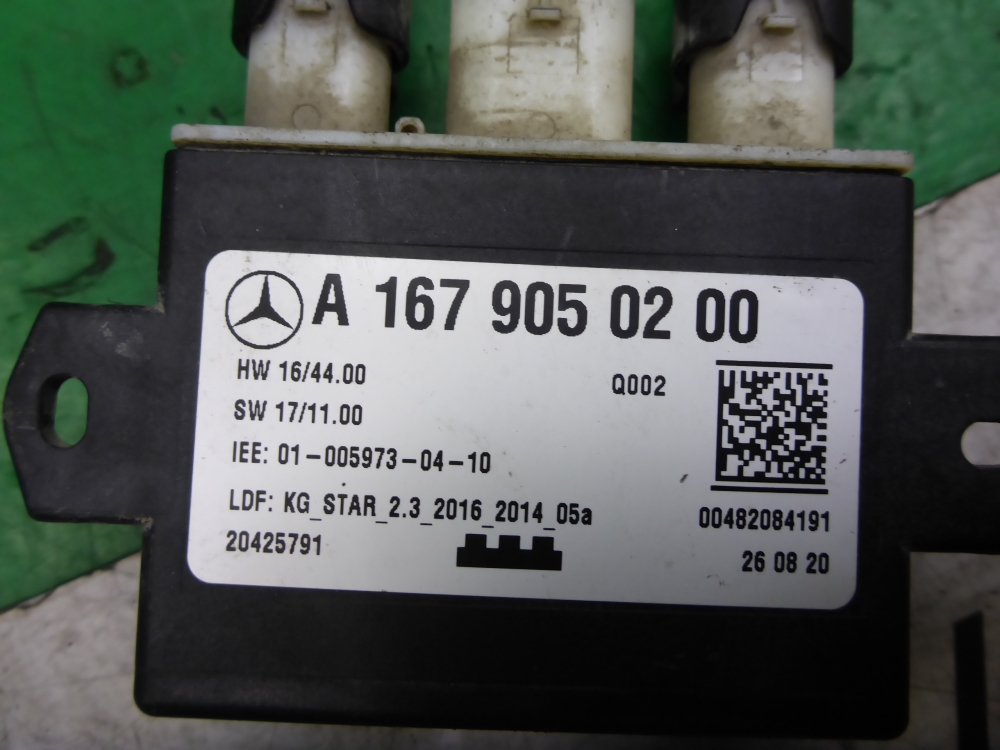 A 167 905 02 00
HW 16/44.00
Q002
SW 17/11.00
IEE: 01-005973-04-10
LDF: KG_STAR_2.3_2016_2014_05a
00482084191
20425791
26 08 20